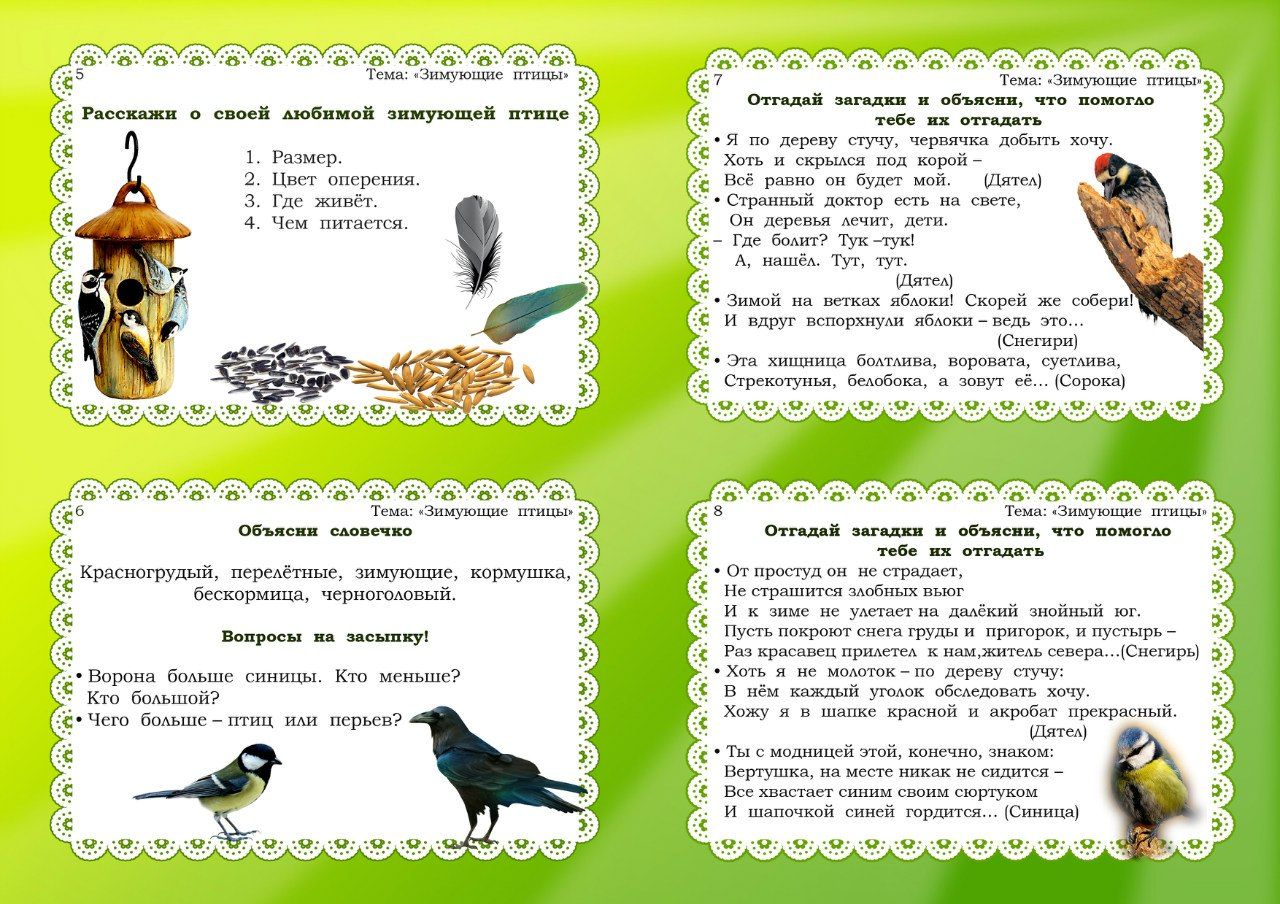 5 Тема: «Зимующие птицы»
Расскажи о своей любимой зимующей птице
1. Размер.
2. Цвет оперения.
3. Где живёт.
4. Чем питается.
6 Тема: «Зимующие птицы»
Объясни словечко
Красногрудый, перелётные, зимующие, кормушка,
бескормица, черноголовый.
Вопросы на засыпку!
• Ворона больше синицы. Кто меньше?
Кто большой?
• Чего больше – птиц или перьев?
7 Тема: «Зимующие птицы»
Отгадай загадки и объясни, что помогло
тебе их отгадать
• Я по дереву стучу, червячка добыть хочу.
Хоть и скрылся под корой –
Всё равно он будет мой. (Дятел)
• Странный доктор есть на свете,
Он деревья лечит, дети.
– Где болит? Тук –тук!
А, нашёл. Тут, тут.
(Дятел)
• Зимой на ветках яблоки! Скорей же собери!
И вдруг вспорхнули яблоки – ведь это...
(Снегири)
• Эта хищница болтлива, воровата, суетлива,
Стрекотунья, белобока, а зовут её... (Сорока)
8 Тема: «Зимующие птицы»
Отгадай загадки и объясни, что помогло
тебе их отгадать
• От простуд он не страдает,
Не страшится злобных вьюг
И к зиме не улетает на далёкий знойный юг.
Пусть покроют снега груды и пригорок, и пустырь –
Раз красавец прилетел к нам,житель севера...(Снегирь)
• Хоть я не молоток – по дереву стучу:
В нём каждый уголок обследовать хочу.
Хожу я в шапке красной и акробат прекрасный.
(Дятел)
• Ты с модницей этой, конечно, знаком:
Вертушка, на месте никак не сидится –
Все хвастает синим своим сюртуком
И шапочкой синей гордится... (Синица)